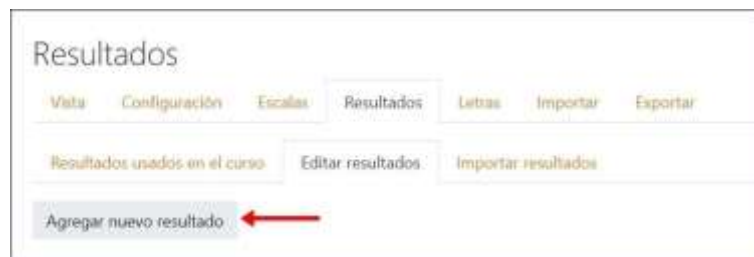 Resultados
Vista Configuración Escalas Resultados Letras Importar Exportar
Resultados usados en el curso Editar resultados Importar resultados
Agregar nuevo resultado